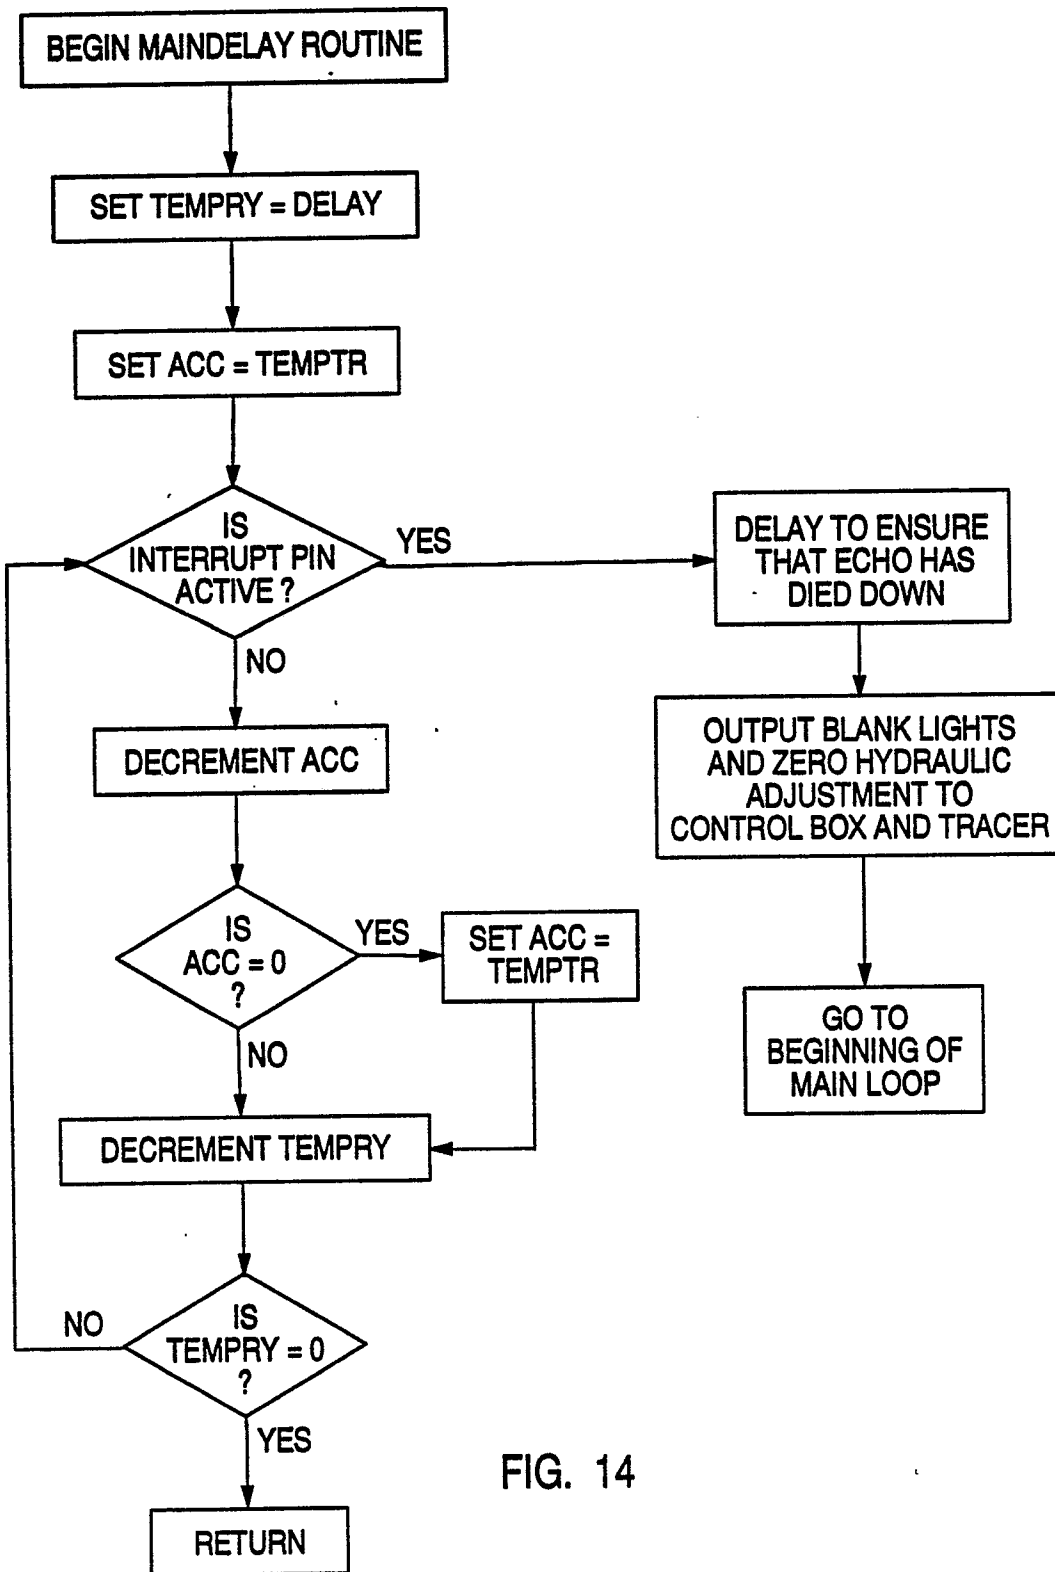 BEGIN MAINDELAY ROUTINE
SET TEMPRY = DELAY
SET ACC = TEMPTR
IS
INTERRUPT PIN
ACTIVE ?
YES
DELAY TO ENSURE
THAT ECHO HAS
DIED DOWN
NO
OUTPUT BLANK LIGHTS
AND ZERO HYDRAULIC
ADJUSTMENT TO
CONTROL BOX AND TRACER
DECREMENT ACC
IS
ACC = 0
?
YES
SET ACC =
TEMPTR
GO TO
BEGINNING OF
MAIN LOOP
NO
DECREMENT TEMPRY
IS
TEMPRY = 0
?
NO
YES
RETURN
FIG. 14